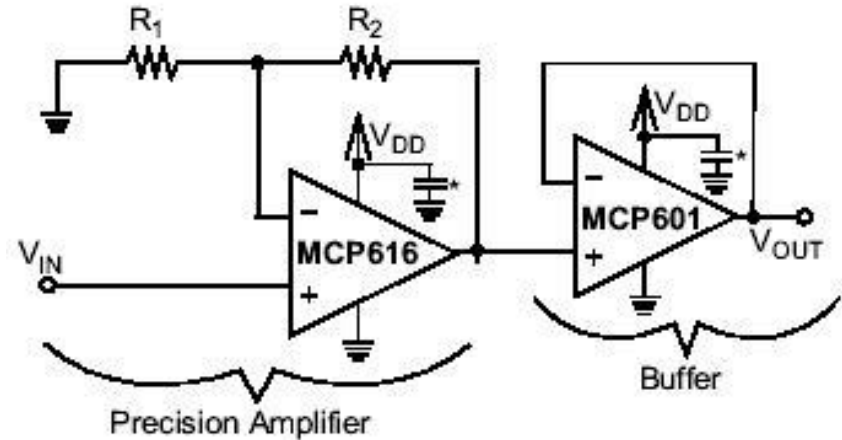 R1
R2
VDD
*
MCP616
VIN
VDD
*
MCP601
VOUT
Precision Amplifier
Buffer